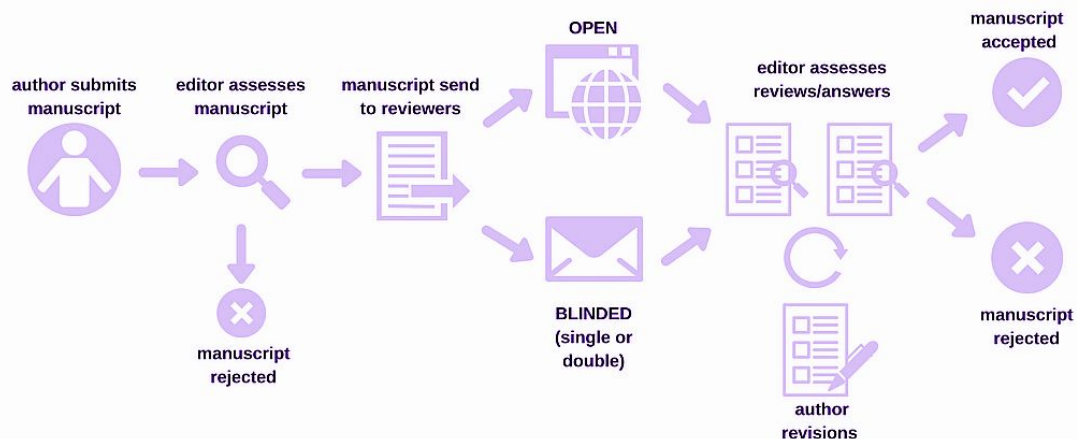 author submits
manuscript
editor assesses
manuscript
manuscript
rejected
manuscript send
to reviewers
OPEN
BLINDED
(single or
double)
editor assesses
reviews/answers
author
revisions
manuscript
accepted
manuscript
rejected